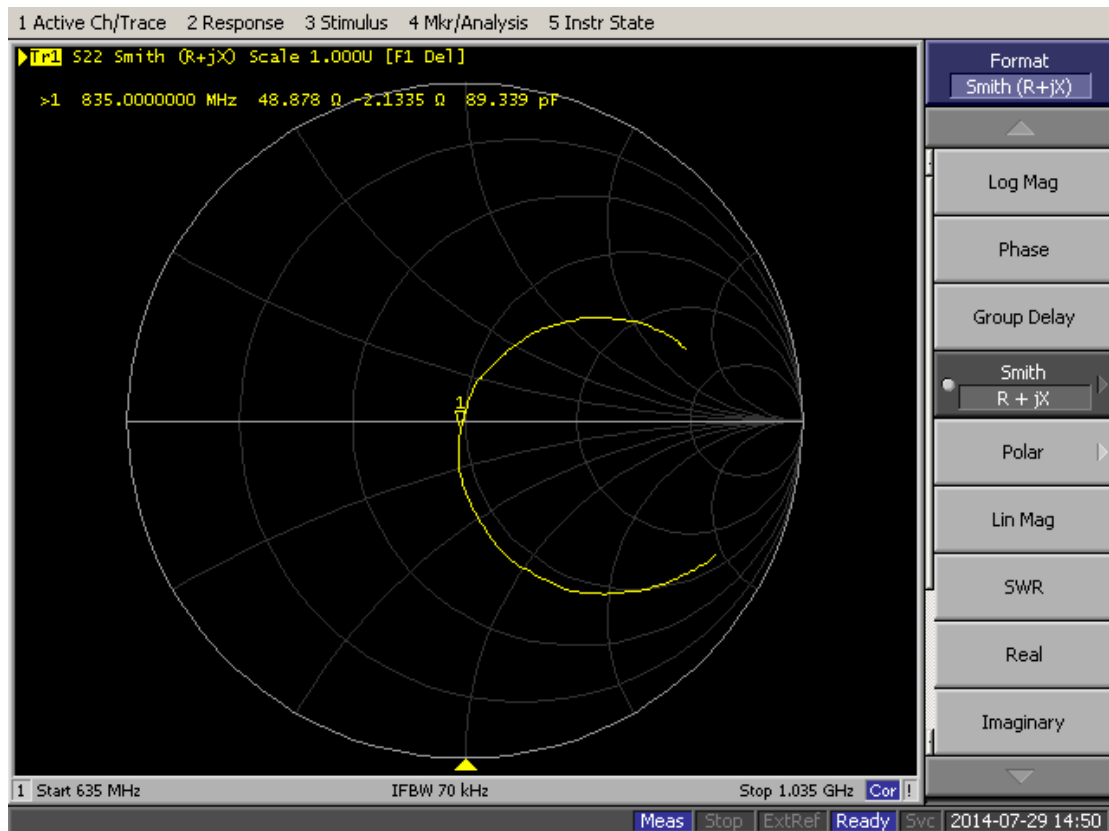 1 Active Ch/Trace 2 Response 3 Stimulus 4 Mkr/Analysis 5 Instr State
Tr1 S22 Smith (R+jX) Scale 1.000U [F1 Del]
>1 835.0000000 MHz 48.878 Ω -2.1335 Ω 89.339 pF
1
Format
Smith (R+jX)
Log Mag
Phase
Group Delay
Smith
R + jX
Polar
Lin Mag
SWR
Real
Imaginary
1 Start 635 MHz IFBW 70 kHz Stop 1.035 GHz Cor !
Meas Stop ExtRef Ready Svc 2014-07-29 14:50